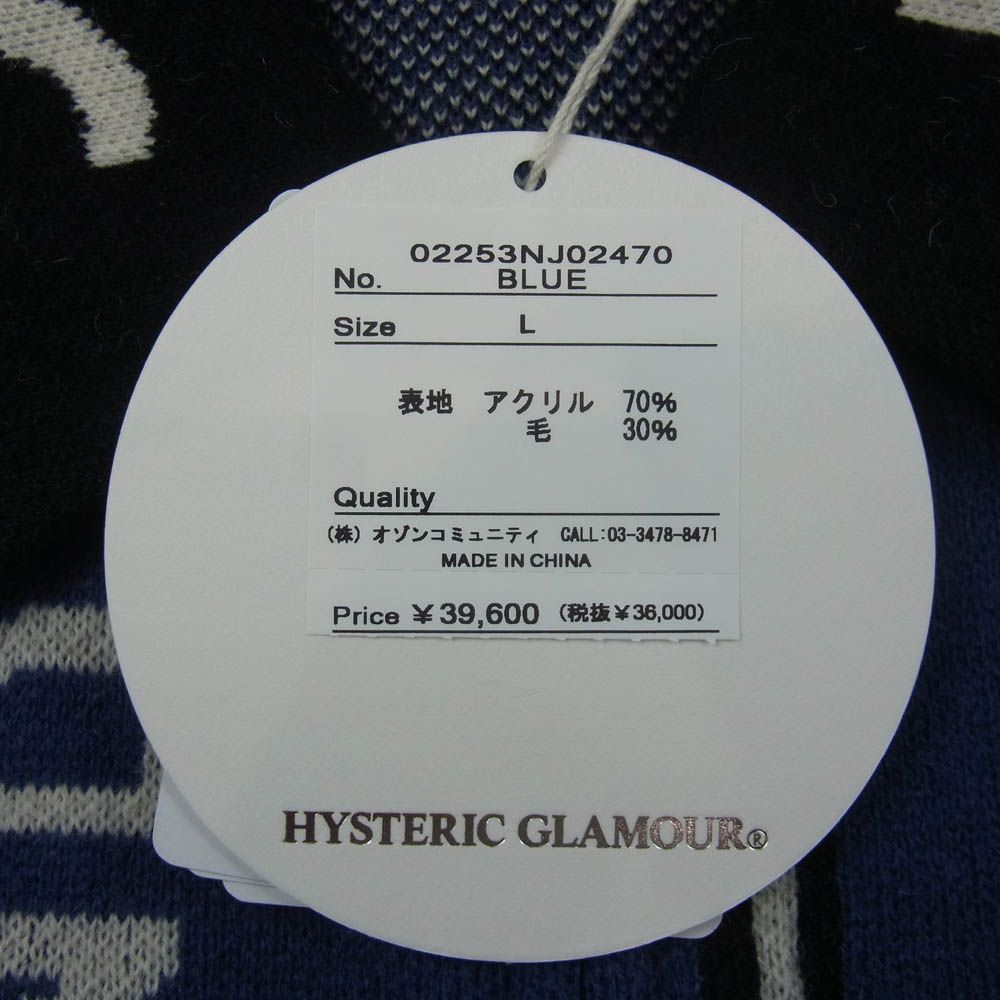 02253NJ02470
No. BLUE
Size L
表地 アクリル 70%
毛 30%
Quality
(株) オゾンコミュニティ CALL:03-3478-8471
MADE IN CHINA
Price ¥39,600 (税抜¥36,000)
HYSTERIC GLAMOUR®